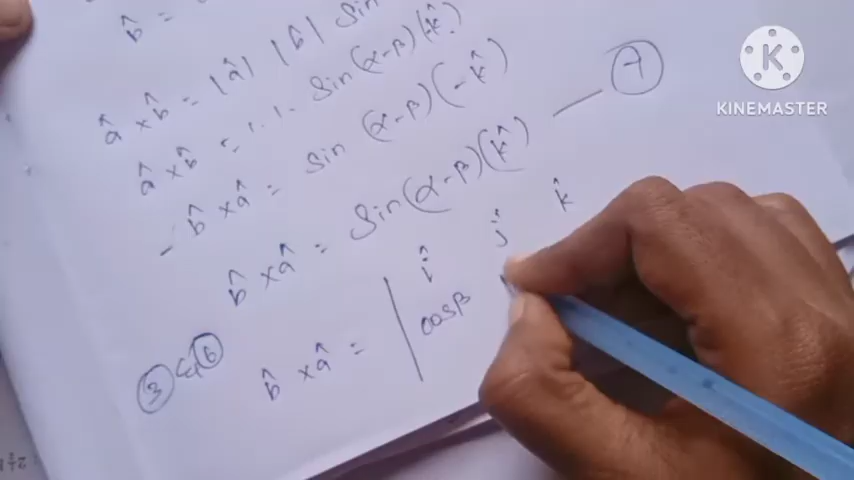 b̂ =
â × b̂ = |â| |b̂| Sin
â × b̂ = 1.1. Sin(α-β)(-k̂)
- b̂ × â = Sin (α-β)(-k̂)
b̂ × â = Sin(α-β)(k̂) — 7
î ĵ k̂
3 & 6 b̂ × â = | cosβ
K
KINEMASTER